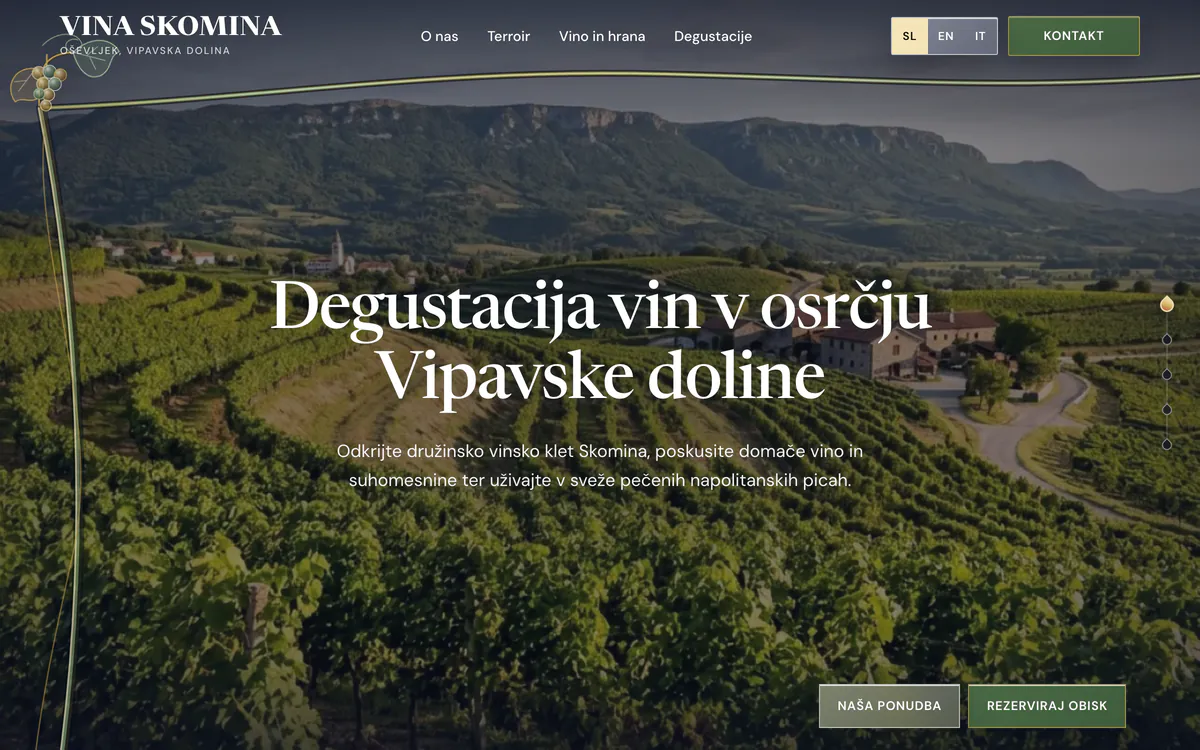 VINA SKOMINA
OŠEVLJEK, VIPAVSKA DOLINA
O nas
Terroir
Vino in hrana
Degustacije
SL
EN
IT
KONTAKT
Degustacija vin v osrčju
Vipavske doline
Odkrijte družinsko vinsko klet Skomina, poskusite domače vino in
suhomesnine ter uživajte v sveže pečenih napolitanskih picah.
NAŠA PONUDBA
REZERVIRAJ OBISK